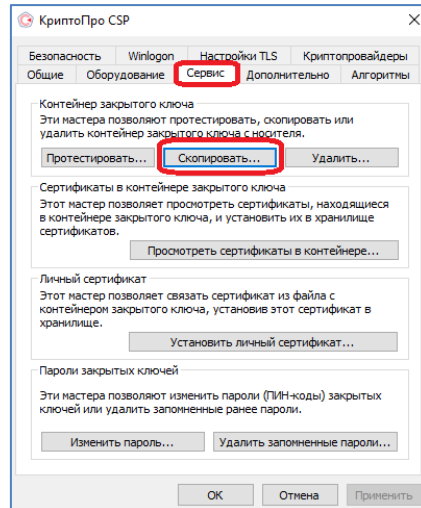 КриптоПро CSP
Безопасность Winlogon Настройки TLS Криптопровайдеры
Общие Оборудование Сервис Дополнительно Алгоритмы
Контейнер закрытого ключа
Эти мастера позволяют протестировать, скопировать или
удалить контейнер закрытого ключа с носителя.
Протестировать... Скопировать... Удалить...
Сертификаты в контейнере закрытого ключа
Этот мастер позволяет просмотреть сертификаты, находящиеся
в контейнере закрытого ключа, и установить их в хранилище
сертификатов.
Просмотреть сертификаты в контейнере...
Личный сертификат
Этот мастер позволяет связать сертификат из файла с
контейнером закрытого ключа, установив этот сертификат в
хранилище.
Установить личный сертификат...
Пароли закрытых ключей
Эти мастера позволяют изменить пароли (ПИН-коды) закрытых
ключей или удалить запомненные ранее пароли.
Изменить пароль... Удалить запомненные пароли...
ОК Отмена Применить